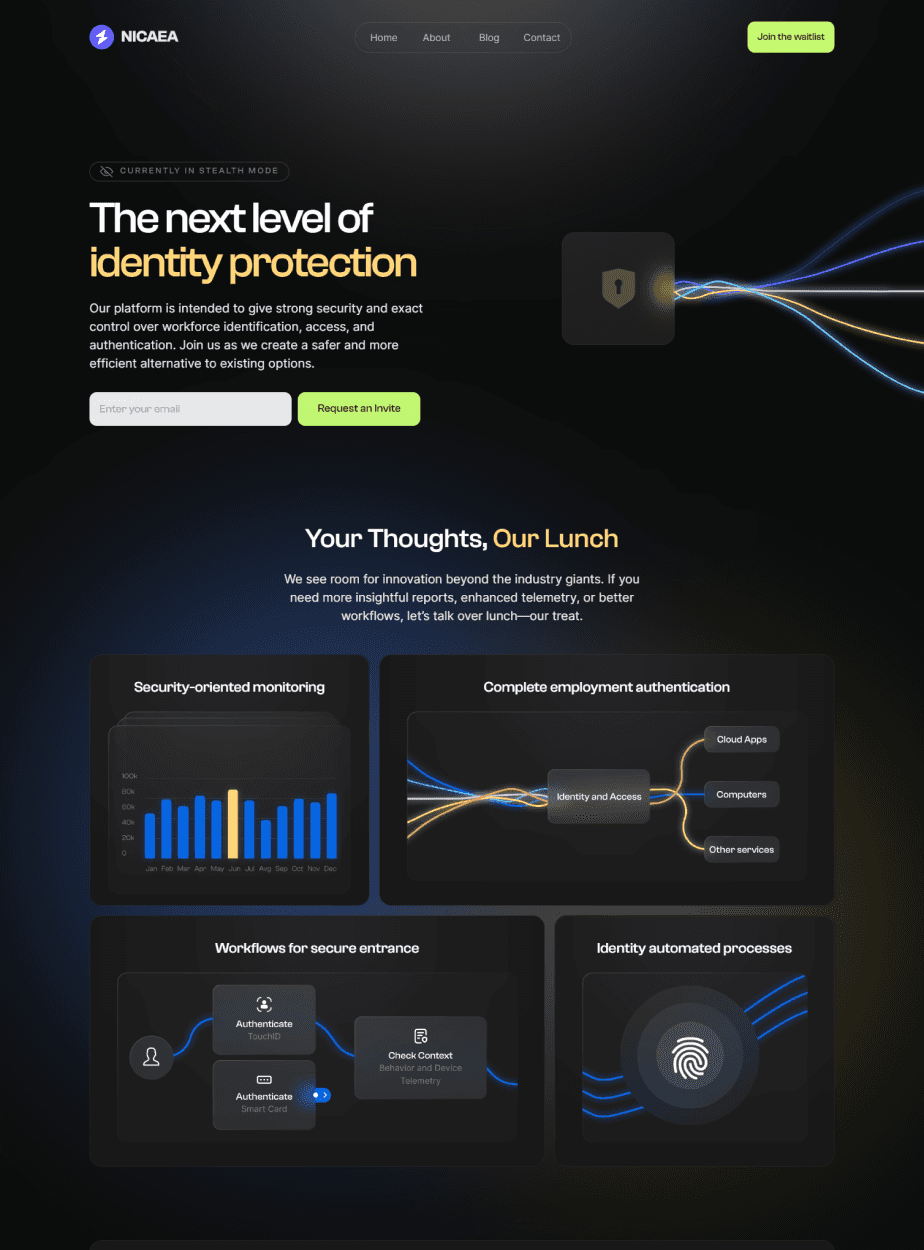 NICAEA
Home
About
Blog
Contact
Join the waitlist
CURRENTLY IN STEALTH MODE
The next level of
identity protection
Our platform is intended to give strong security and exact
control over workforce identification, access, and
authentication. Join us as we create a safer and more
efficient alternative to existing options.
Enter your email
Request an Invite
Your Thoughts, Our Lunch
We see room for innovation beyond the industry giants. If you
need more insightful reports, enhanced telemetry, or better
workflows, let's talk over lunch—our treat.
Security-oriented monitoring
100k
80k
60k
40k
20k
0
Jan Feb Mar Apr May Jun Jul Avg Sep Oct Nov Dec
Complete employment authentication
Identity and Access
Cloud Apps
Computers
Other services
Workflows for secure entrance
Authenticate
TouchID
Authenticate
Smart Card
Check Context
Behavior and Device
Telemetry
Identity automated processes